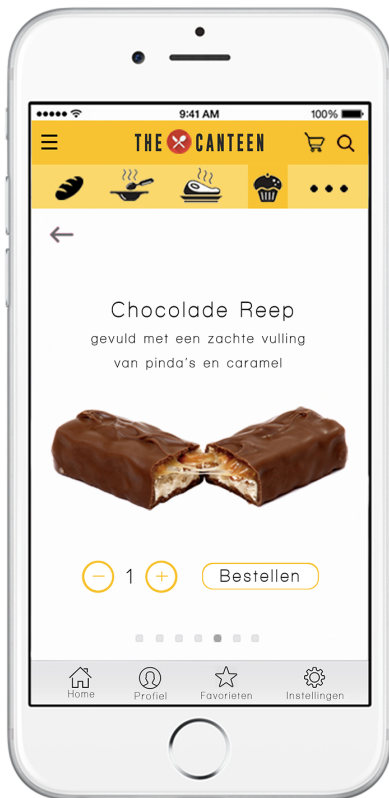 9:41 AM
100%
THE CANTEEN
Chocolade Reep
gevuld met een zachte vulling
van pinda's en caramel
1
Bestellen
Home
Profiel
Favorieten
Instellingen